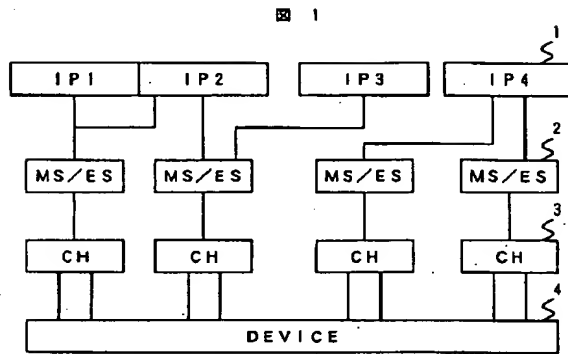 図 1
1
IP1 IP2 IP3 IP4
2
MS/ES MS/ES MS/ES MS/ES
3
CH CH CH CH
4
DEVICE